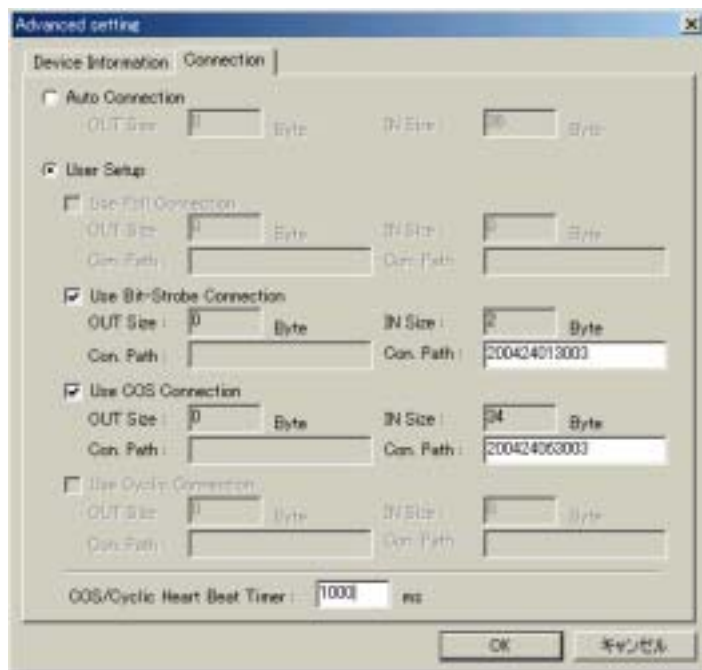 Advanced setting
Device Information Connection
Auto Connection
OUT Size 0 Byte IN Size : 36 Byte
User Setup
Use Poll Connection
OUT Size 0 Byte IN Size : 0 Byte
Con. Path : Con. Path
Use Bit-Strobe Connection
OUT Size : 0 Byte IN Size : 2 Byte
Con. Path : Con. Path : 200424013003
Use COS Connection
OUT Size : 0 Byte IN Size : 34 Byte
Con. Path : Con. Path : 200424063003
Use Cyclic Connection
OUT Size 0 Byte IN Size : Byte
Con. Path : Con. Path
COS/Cyclic Heart Beat Timer : 1000 ms
OK キャンセル